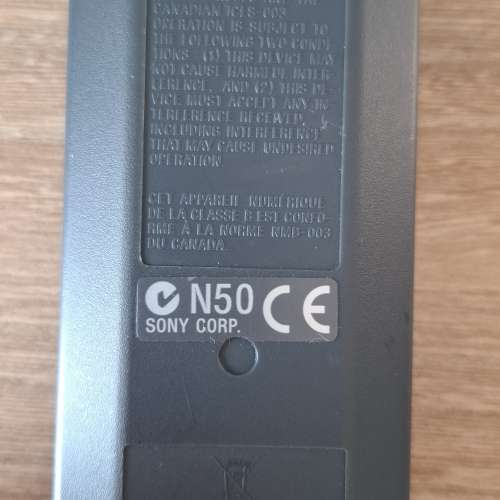 CANADIAN ICES-003
OPERATION IS SUBJECT TO
THE FOLLOWING TWO CONDI
TIONS: (1) THIS DEVICE MAY
NOT CAUSE HARMFUL INTER-
FERENCE, AND (2) THIS DE-
VICE MUST ACCEPT ANY IN-
TERFERENCE RECEIVED,
INCLUDING INTERFERENCE
THAT MAY CAUSE UNDESIRED
OPERATION.
CET APPAREIL NUMÉRIQUE
DE LA CLASSE B EST CONFO-
RME À LA NORME NMB-003
DU CANADA.
N50
SONY CORP.
CE